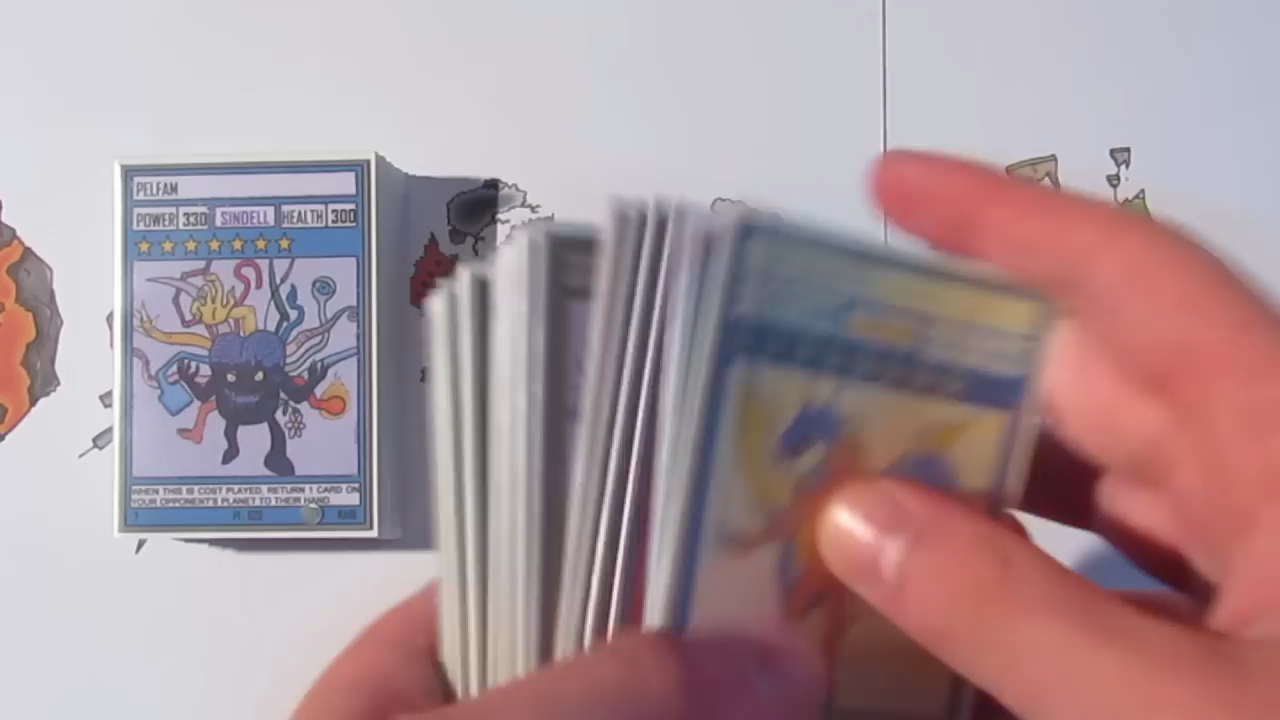 PELFAM
POWER 330 SINDELL HEALTH 300
WHEN THIS IS COST PLAYED, RETURN 1 CARD ON
YOUR OPPONENT'S PLANET TO THEIR HAND